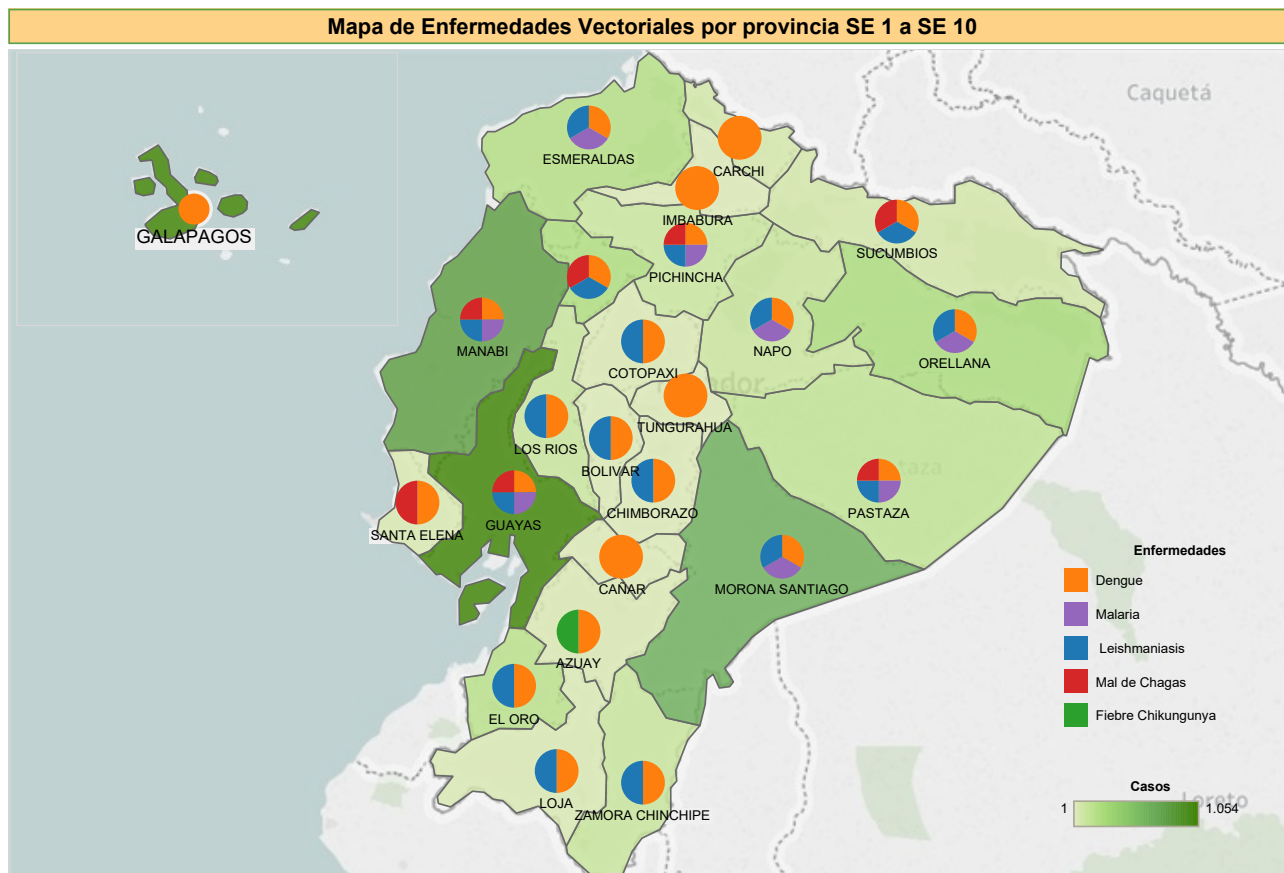 Mapa de Enfermedades Vectoriales por provincia SE 1 a SE 10
Caquetá
ESMERALDAS
CARCHI
IMBABURA
GALAPAGOS
SUCUMBIOS
PICHINCHA
MANABI
NAPO
ORELLANA
COTOPAXI
TUNGURAHUA
LOS RIOS
BOLIVAR
CHIMBORAZO
PASTAZA
GUAYAS
SANTA ELENA
CAÑAR
MORONA SANTIAGO
AZUAY
EL ORO
LOJA
ZAMORA CHINCHIPE
Enfermedades
Dengue
Malaria
Leishmaniasis
Mal de Chagas
Fiebre Chikungunya
Casos
1
1.054
Loreto